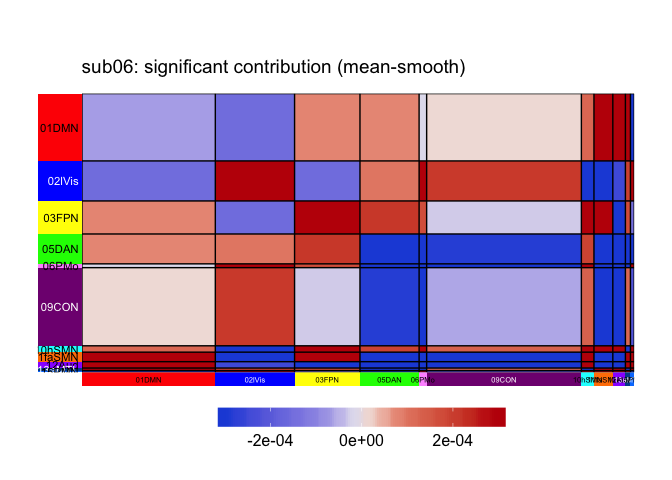 sub06: significant contribution (mean-smooth)
01DMN
02lVis
03FPN
05DAN
06PMo
09CON
01DMN
02lVis
03FPN
05DAN
06PMo
09CON
-2e-04
0e+00
2e-04